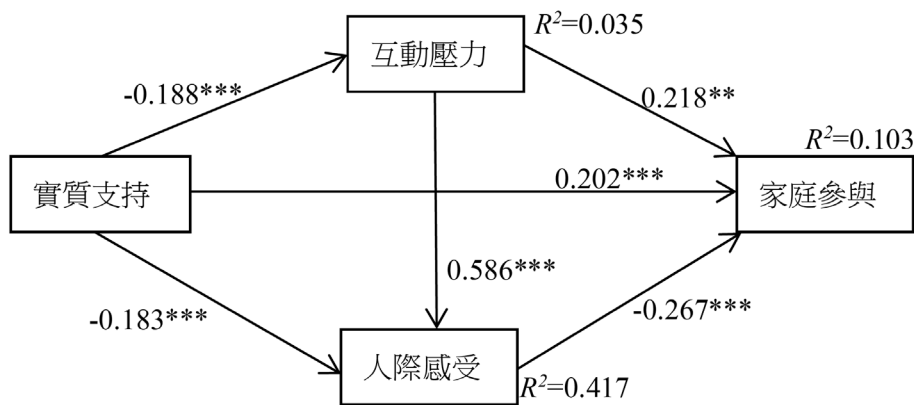 R²=0.035
互動壓力
-0.188***
0.218**
R²=0.103
實質支持
0.202***
家庭參與
0.586***
-0.183***
-0.267***
人際感受
R²=0.417